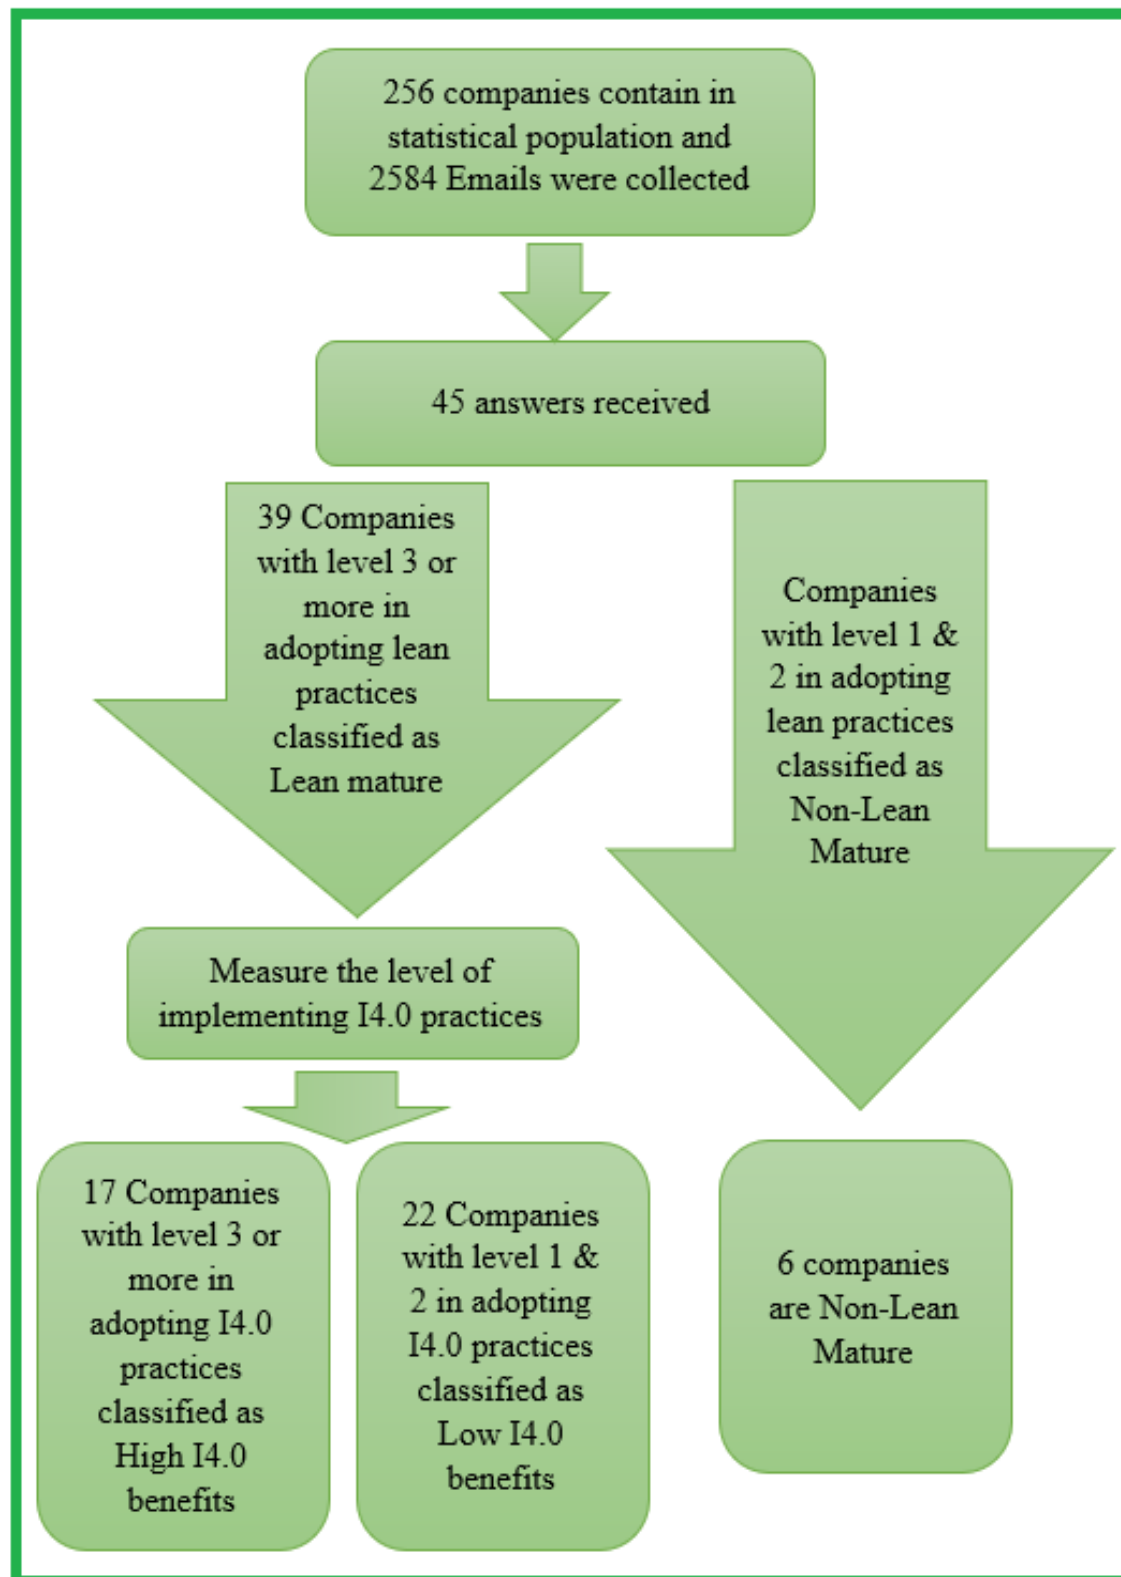 256 companies contain in
statistical population and
2584 Emails were collected
45 answers received
39 Companies
with level 3 or
more in
adopting lean
practices
classified as
Lean mature
Companies
with level 1 &
2 in adopting
lean practices
classified as
Non-Lean
Mature
Measure the level of
implementing I4.0 practices
17 Companies
with level 3 or
more in
adopting I4.0
practices
classified as
High I4.0
benefits
22 Companies
with level 1 &
2 in adopting
I4.0 practices
classified as
Low I4.0
benefits
6 companies
are Non-Lean
Mature